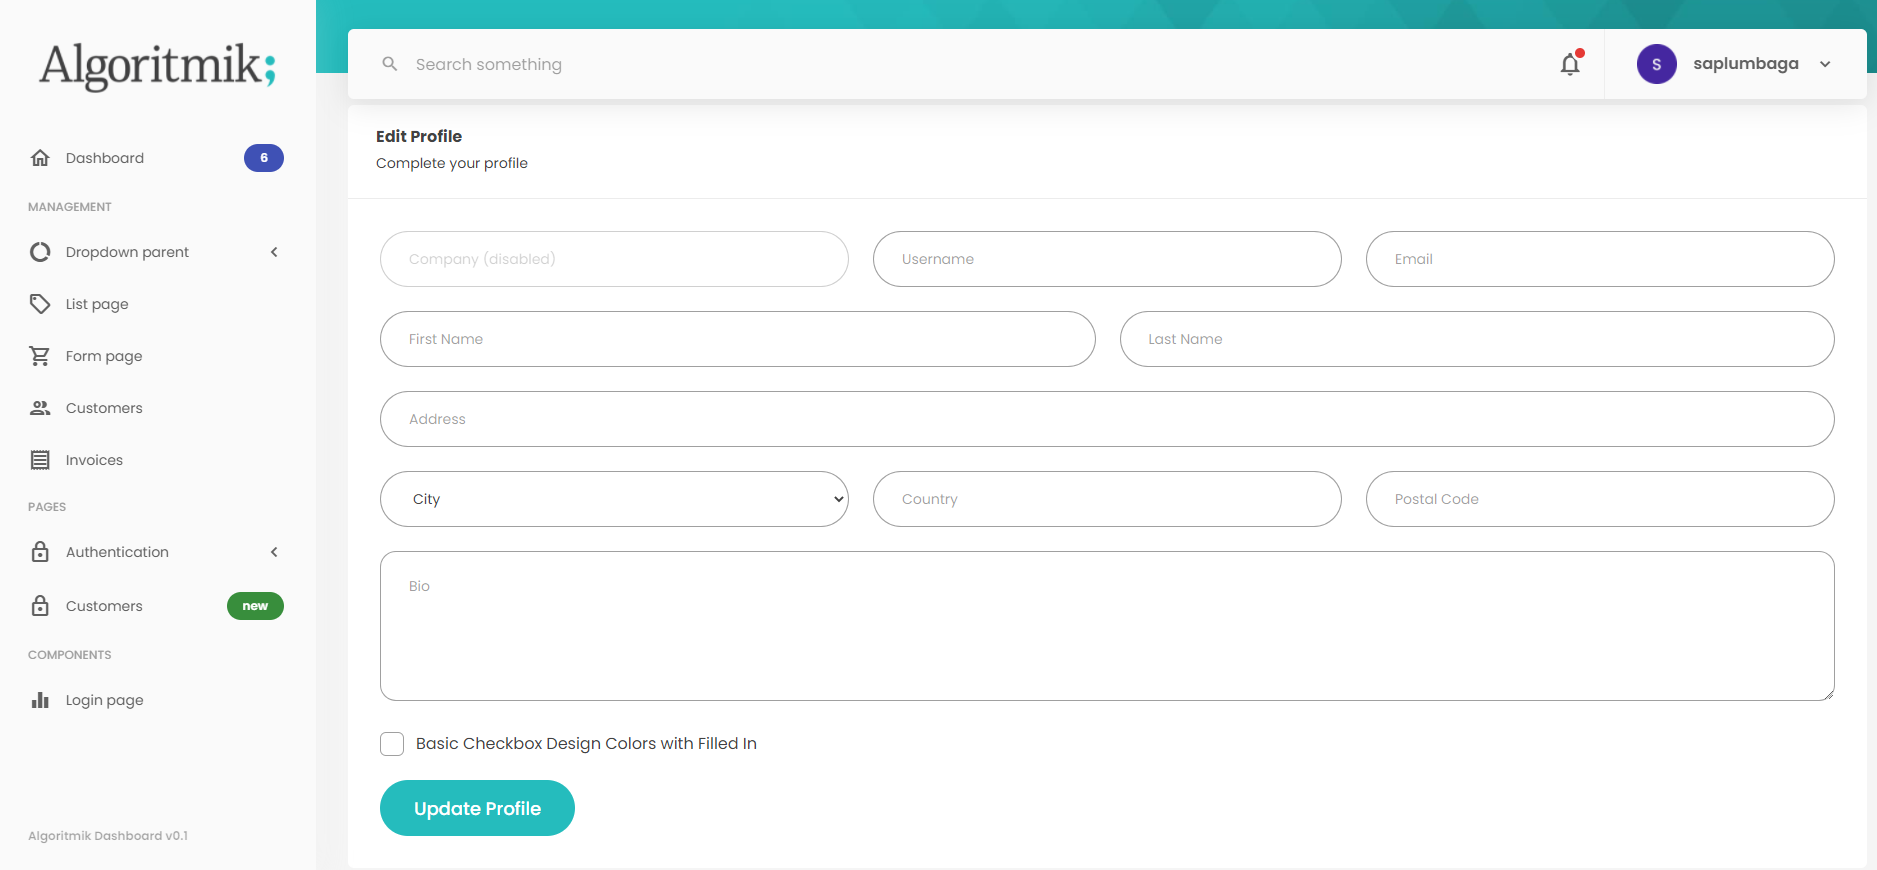 Algoritmik;
Search something
S
saplumbaga
Dashboard
6
MANAGEMENT
Dropdown parent
List page
Form page
Customers
Invoices
PAGES
Authentication
Customers
new
COMPONENTS
Login page
Algoritmik Dashboard v0.1
Edit Profile
Complete your profile
Company (disabled)
Username
Email
First Name
Last Name
Address
City
Country
Postal Code
Bio
Basic Checkbox Design Colors with Filled In
Update Profile